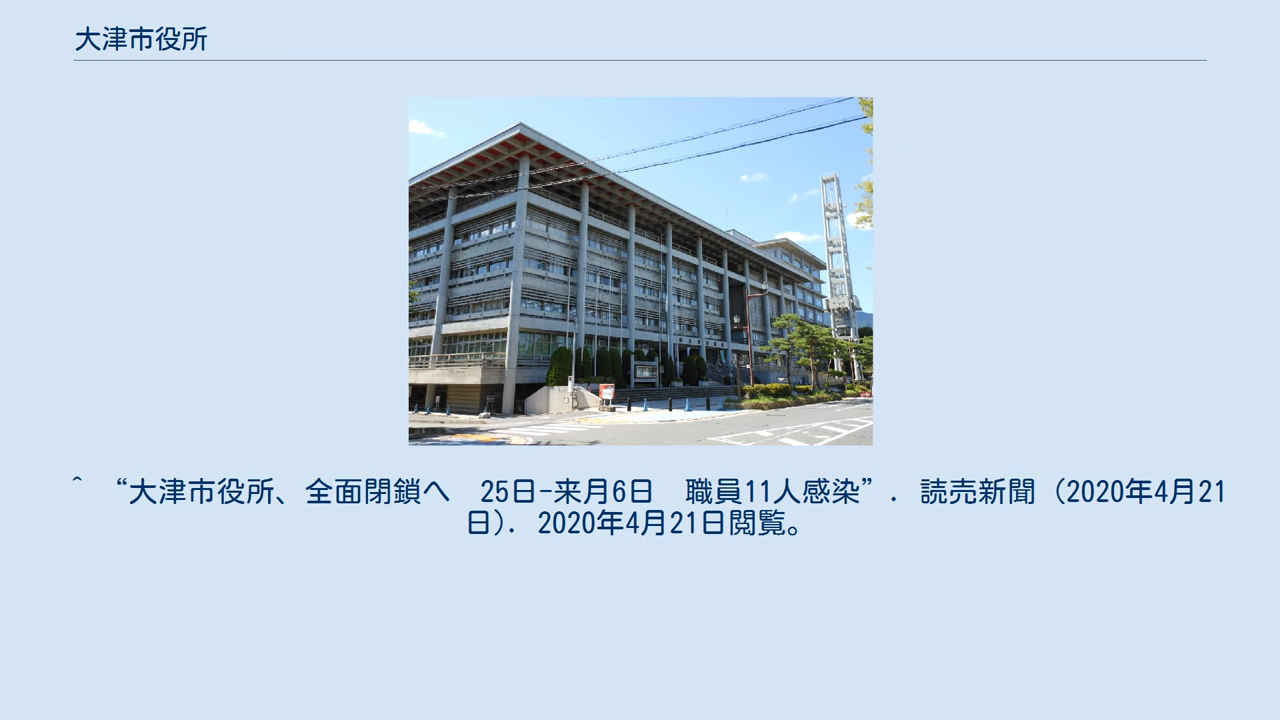 大津市役所
^ “大津市役所、全面閉鎖へ　25日-来月6日　職員11人感染”. 読売新聞 (2020年4月21
日). 2020年4月21日閲覧。